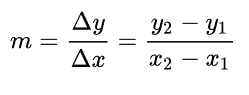 m = Δy/Δx = (y₂ − y₁)/(x₂ − x₁)